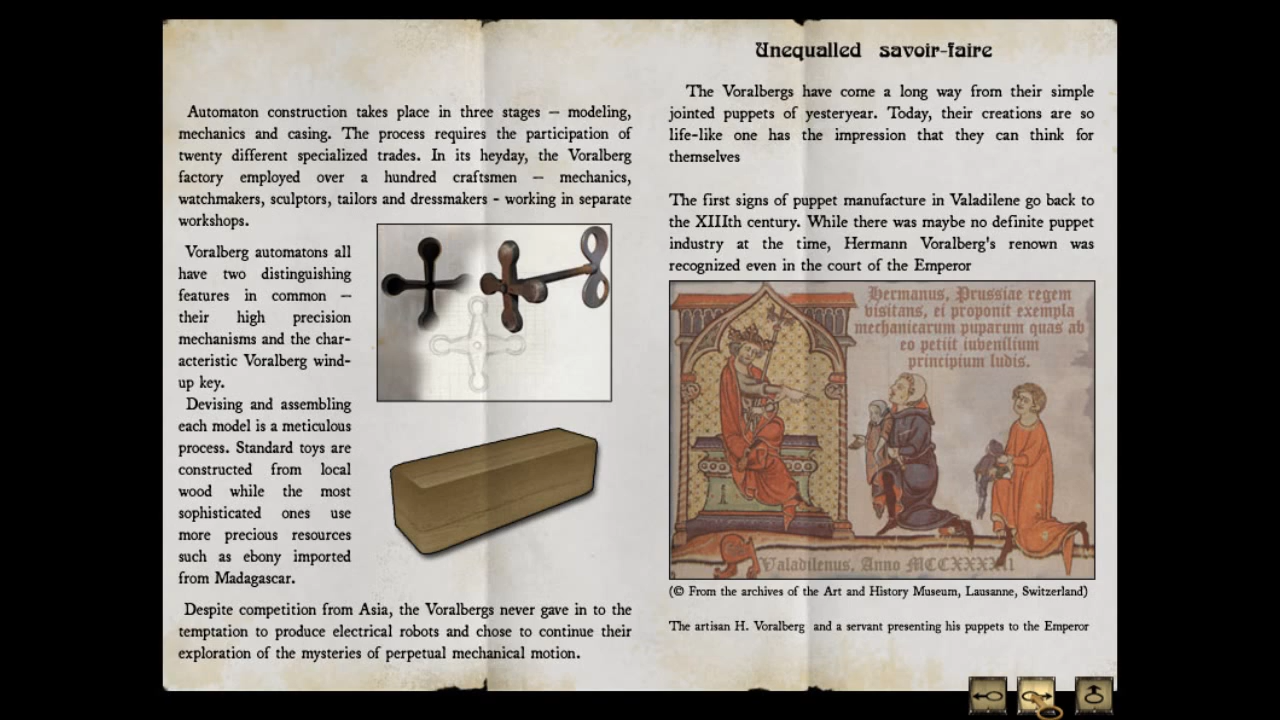 Automaton construction takes place in three stages – modeling,
mechanics and casing. The process requires the participation of
twenty different specialized trades. In its heyday, the Voralberg
factory employed over a hundred craftsmen – mechanics,
watchmakers, sculptors, tailors and dressmakers - working in separate
workshops.
Voralberg automatons all
have two distinguishing
features in common –
their high precision
mechanisms and the char-
acteristic Voralberg wind-
up key.
Devising and assembling
each model is a meticulous
process. Standard toys are
constructed from local
wood while the most
sophisticated ones use
more precious resources
such as ebony imported
from Madagascar.
Despite competition from Asia, the Voralbergs never gave in to the
temptation to produce electrical robots and chose to continue their
exploration of the mysteries of perpetual mechanical motion.
Unequalled savoir-faire
The Voralbergs have come a long way from their simple
jointed puppets of yesteryear. Today, their creations are so
life-like one has the impression that they can think for
themselves
The first signs of puppet manufacture in Valadilene go back to
the XIIIth century. While there was maybe no definite puppet
industry at the time, Hermann Voralberg's renown was
recognized even in the court of the Emperor
Hermanus, Prussiae regem
visitans, ei proponit exempla
mechanicarum puparum quas ab
eo petiit iuvenilium
principium ludis.
Valadilenus, Anno
(© From the archives of the Art and History Museum, Lausanne, Switzerland)
The artisan H. Voralberg and a servant presenting his puppets to the Emperor